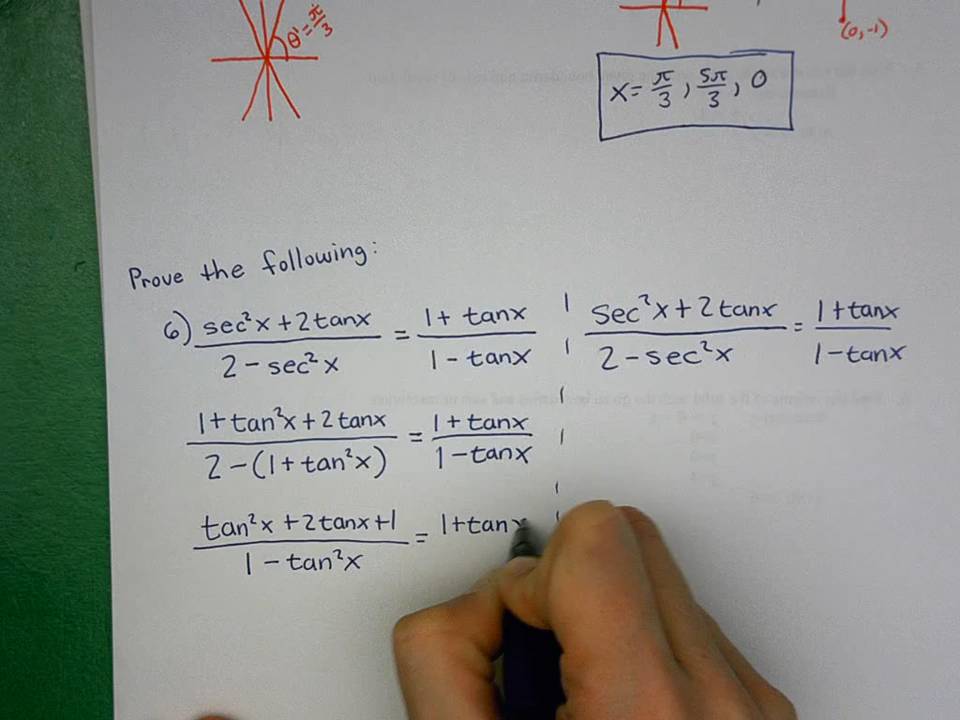 θ' = π/3
(0, -1)
x = π/3, 5π/3, 0
Prove the following:
6) (sec²x + 2tanx)/(2 - sec²x) = (1 + tanx)/(1 - tanx)
(sec²x + 2tanx)/(2 - sec²x) = (1 + tanx)/(1 - tanx)
(1 + tan²x + 2tanx)/(2 - (1 + tan²x)) = (1 + tanx)/(1 - tanx)
(tan²x + 2tanx + 1)/(1 - tan²x) = 1 + tanx